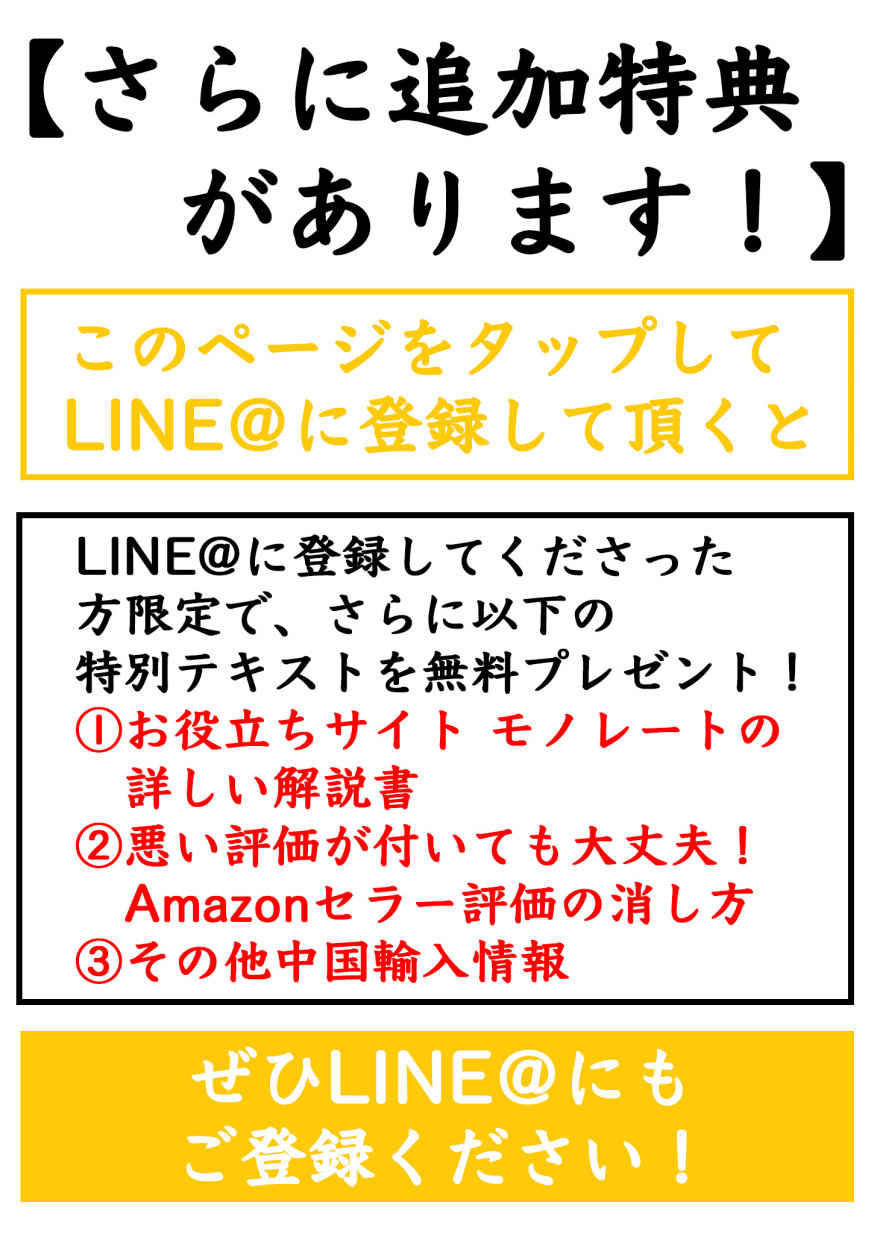 【さらに追加特典
があります！】
このページをタップして
LINE@に登録して頂くと
LINE@に登録してくださった
方限定で、さらに以下の
特別テキストを無料プレゼント！
①お役立ちサイト モノレートの
詳しい解説書
②悪い評価が付いても大丈夫！
Amazonセラー評価の消し方
③その他中国輸入情報
ぜひLINE@にも
ご登録ください！